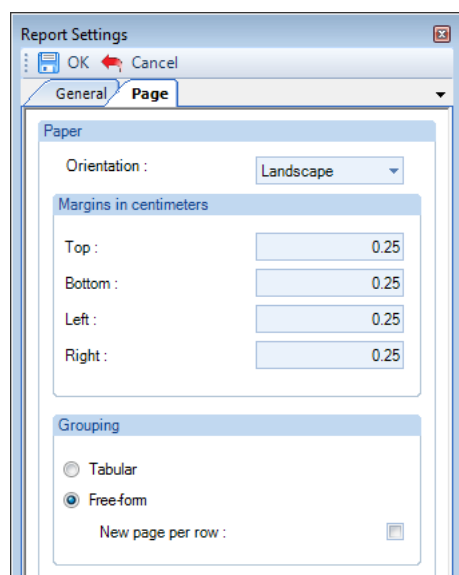 Report Settings
OK Cancel
General Page
Paper
Orientation : Landscape
Margins in centimeters
Top : 0.25
Bottom : 0.25
Left : 0.25
Right : 0.25
Grouping
Tabular
Free-form
New page per row :